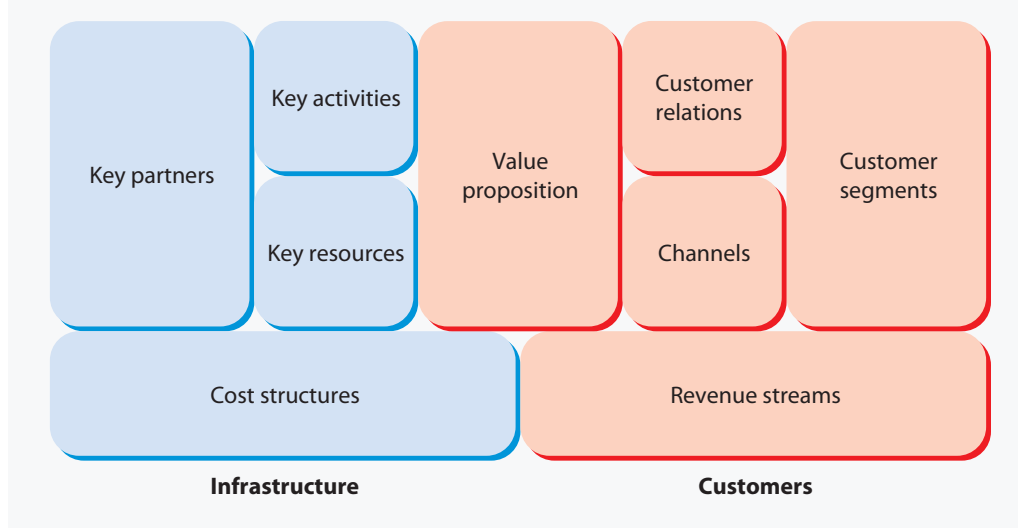 Key partners
Key activities
Key resources
Value
proposition
Customer
relations
Channels
Customer
segments
Cost structures
Revenue streams
Infrastructure
Customers